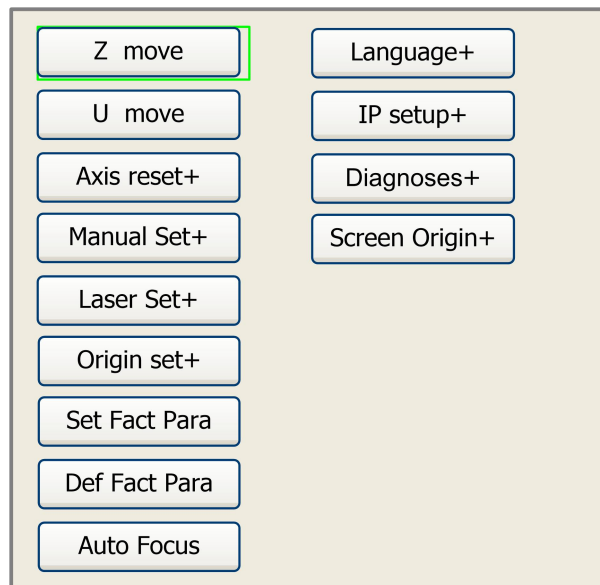 Z move
U move
Axis reset+
Manual Set+
Laser Set+
Origin set+
Set Fact Para
Def Fact Para
Auto Focus
Language+
IP setup+
Diagnoses+
Screen Origin+